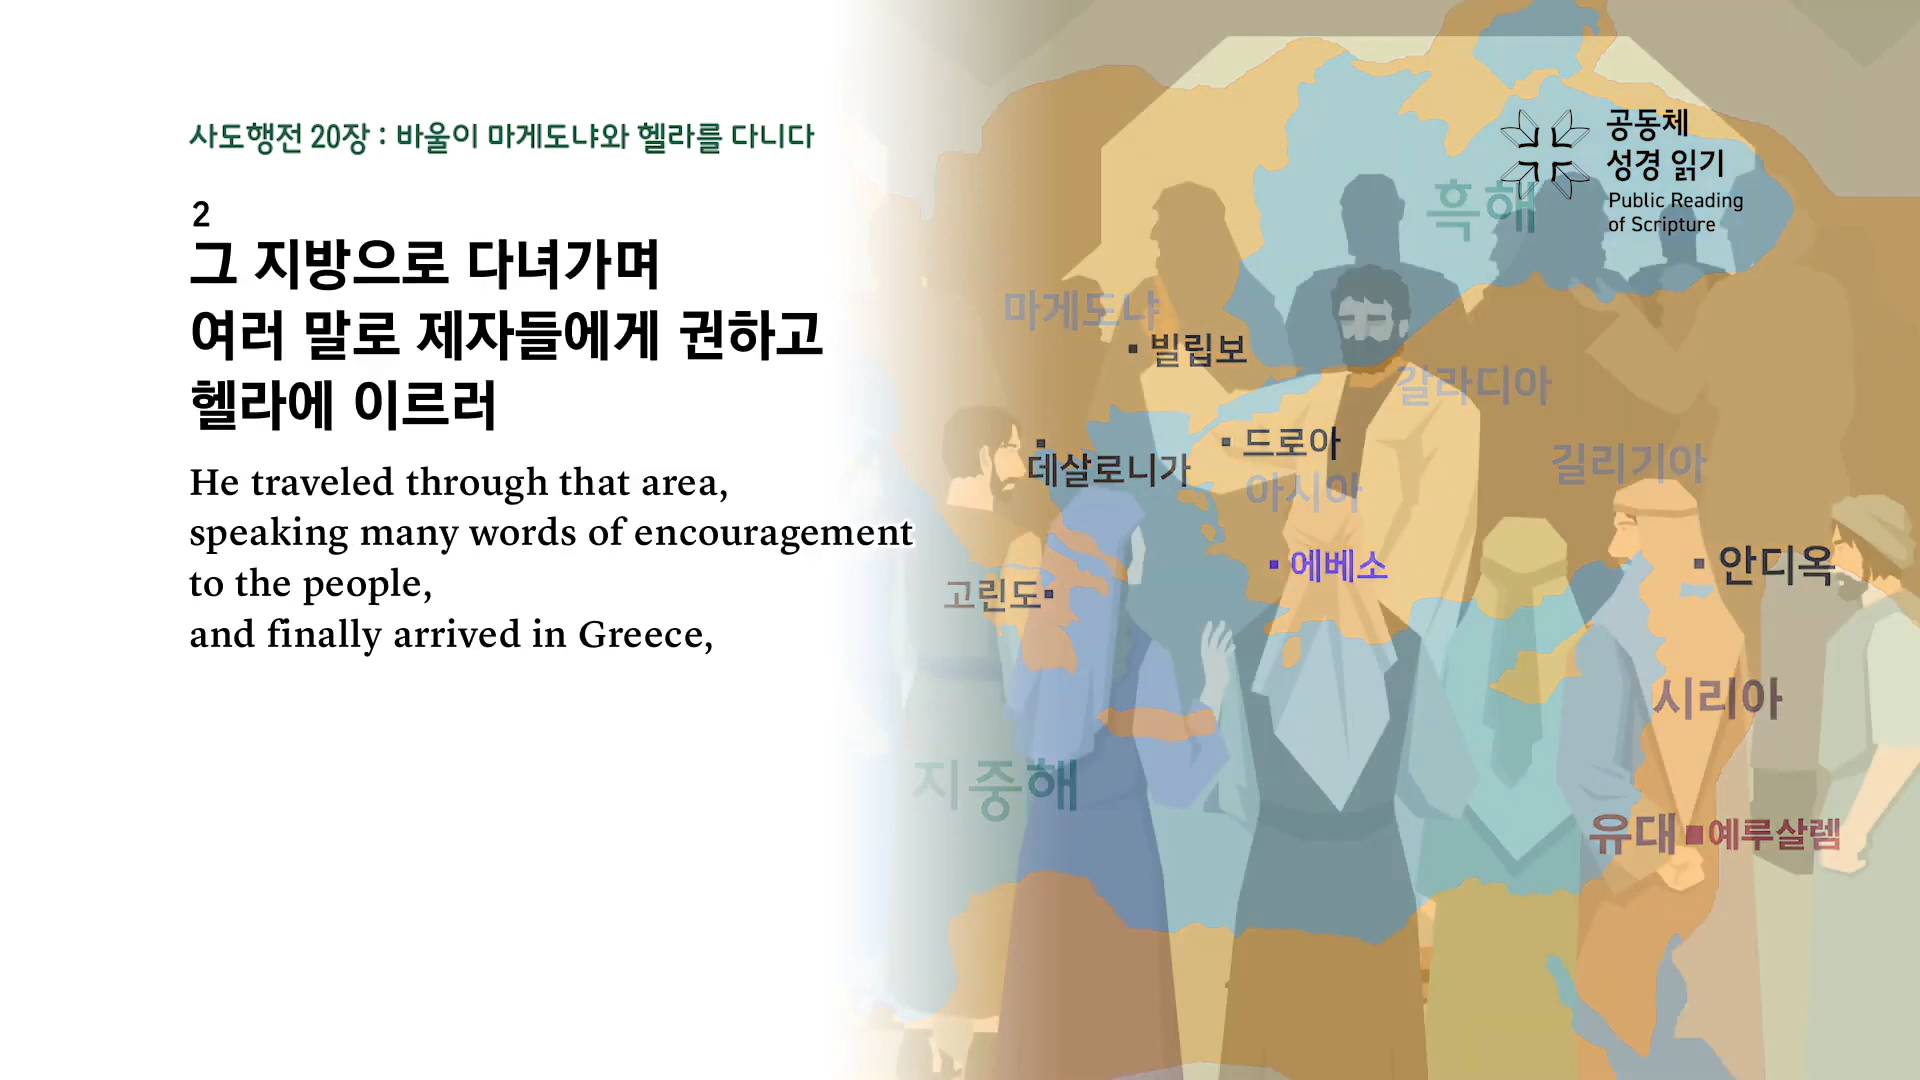 사도행전 20장 : 바울이 마게도냐와 헬라를 다니다
2
그 지방으로 다녀가며
여러 말로 제자들에게 권하고
헬라에 이르러
He traveled through that area,
speaking many words of encouragement
to the people,
and finally arrived in Greece,
공동체
성경 읽기
Public Reading
of Scripture
흑해
마게도냐
빌립보
갈라디아
드로아
데살로니가
아시아
길리기아
에베소
안디옥
고린도
시리아
지중해
유대
예루살렘